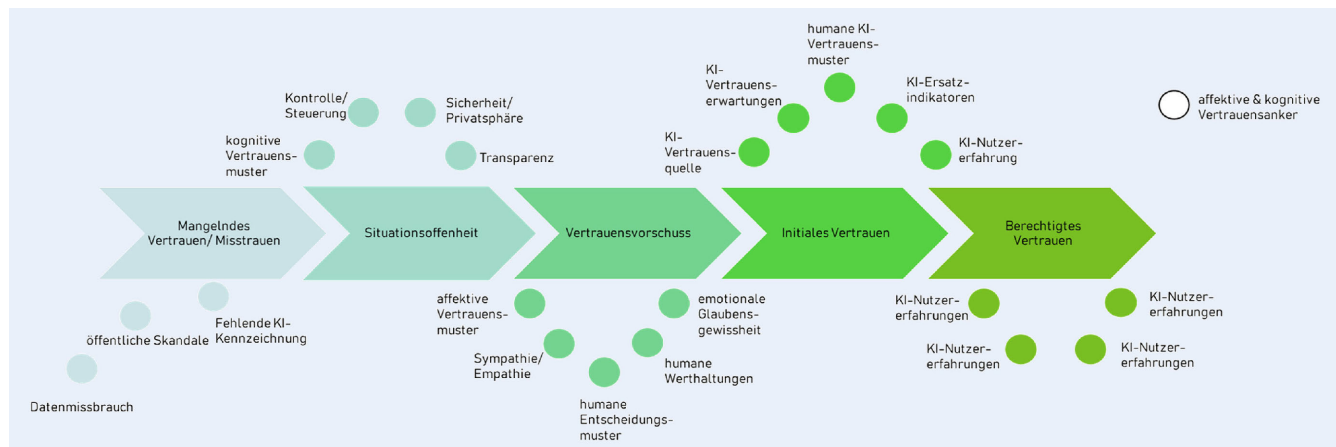 humane KI-
Vertrauens-
muster
KI-
Vertrauens-
erwartungen
KI-Ersatz-
indikatoren
Kontrolle/
Steuerung
Sicherheit/
Privatsphäre
affektive & kognitive
Vertrauensanker
kognitive
Vertrauens-
muster
Transparenz
KI-
Vertrauens-
quelle
KI-Nutzer-
erfahrung
Mangelndes
Vertrauen/ Misstrauen
Situationsoffenheit
Vertrauensvorschuss
Initiales Vertrauen
Berechtigtes
Vertrauen
Datenmissbrauch
öffentliche Skandale
Fehlende KI-
Kennzeichnung
affektive
Vertrauens-
muster
Sympathie/
Empathie
humane
Entscheidungs-
muster
humane
Werthaltungen
emotionale
Glaubens-
gewissheit
KI-Nutzer-
erfahrungen
KI-Nutzer-
erfahrungen
KI-Nutzer-
erfahrungen
KI-Nutzer-
erfahrungen